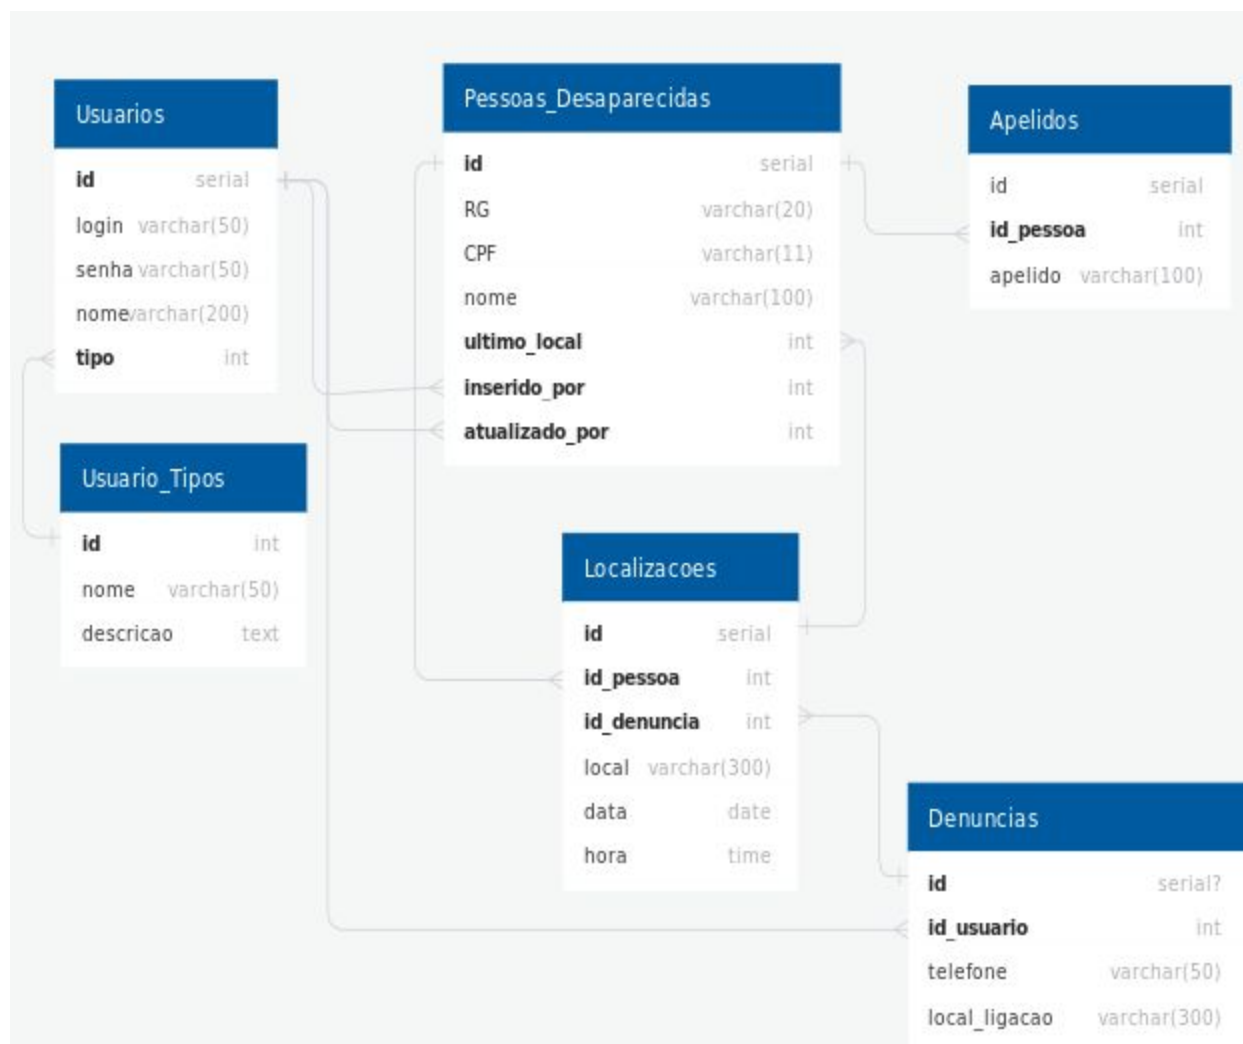 Usuarios
id serial
login varchar(50)
senha varchar(50)
nome varchar(200)
tipo int
Usuario_Tipos
id int
nome varchar(50)
descricao text
Pessoas_Desaparecidas
id serial
RG varchar(20)
CPF varchar(11)
nome varchar(100)
ultimo_local int
inserido_por int
atualizado_por int
Apelidos
id serial
id_pessoa int
apelido varchar(100)
Localizacoes
id serial
id_pessoa int
id_denuncia int
local varchar(300)
data date
hora time
Denuncias
id serial?
id_usuario int
telefone varchar(50)
local_ligacao varchar(300)